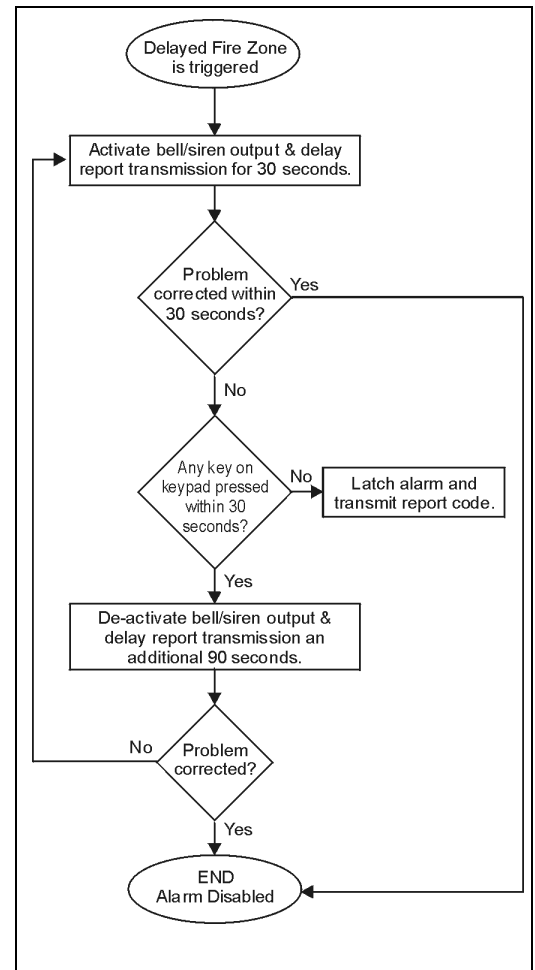 Delayed Fire Zone
is triggered
Activate bell/siren output & delay
report transmission for 30 seconds.
Problem
corrected within
30 seconds?
Yes
No
Any key on
keypad pressed
within 30
seconds?
No
Latch alarm and
transmit report code.
Yes
De-activate bell/siren output &
delay report transmission an
additional 90 seconds.
No
Problem
corrected?
Yes
END
Alarm Disabled